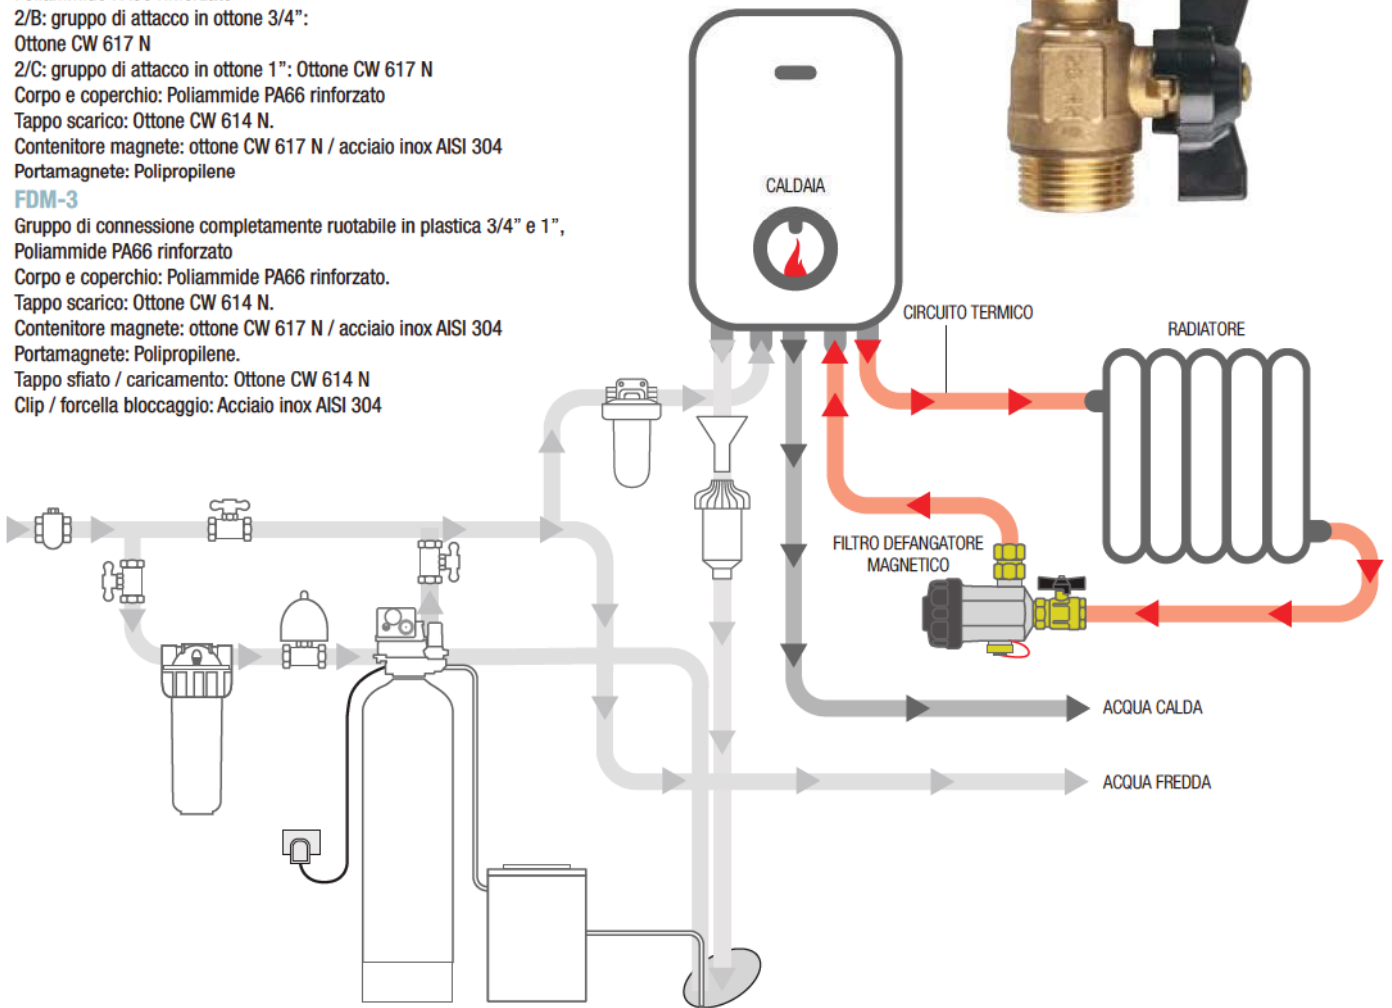 2/B: gruppo di attacco in ottone 3/4”:
Ottone CW 617 N
2/C: gruppo di attacco in ottone 1”: Ottone CW 617 N
Corpo e coperchio: Poliammide PA66 rinforzato
Tappo scarico: Ottone CW 614 N.
Contenitore magnete: ottone CW 617 N / acciaio inox AISI 304
Portamagnete: Polipropilene
FDM-3
Gruppo di connessione completamente ruotabile in plastica 3/4” e 1”,
Poliammide PA66 rinforzato
Corpo e coperchio: Poliammide PA66 rinforzato.
Tappo scarico: Ottone CW 614 N.
Contenitore magnete: ottone CW 617 N / acciaio inox AISI 304
Portamagnete: Polipropilene.
Tappo sfiato / caricamento: Ottone CW 614 N
Clip / forcella bloccaggio: Acciaio inox AISI 304
CALDAIA
CIRCUITO TERMICO
RADIATORE
FILTRO DEFANGATORE
MAGNETICO
ACQUA CALDA
ACQUA FREDDA